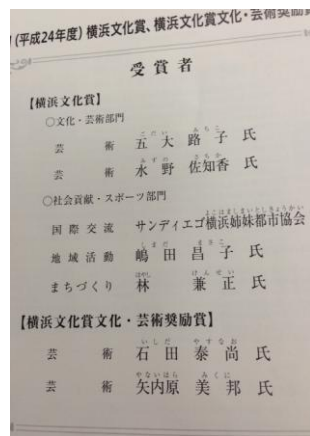 (平成24年度)横浜文化賞、横浜文化賞文化・芸術奨励賞
受賞者
【横浜文化賞】
○文化・芸術部門
芸術 五大路子氏
芸術 水野佐知香氏
○社会貢献・スポーツ部門
国際交流 サンディエゴ横浜姉妹都市協会
地域活動 嶋田昌子氏
まちづくり 林兼正氏
【横浜文化賞文化・芸術奨励賞】
芸術 石田泰尚氏
芸術 矢内原美邦氏